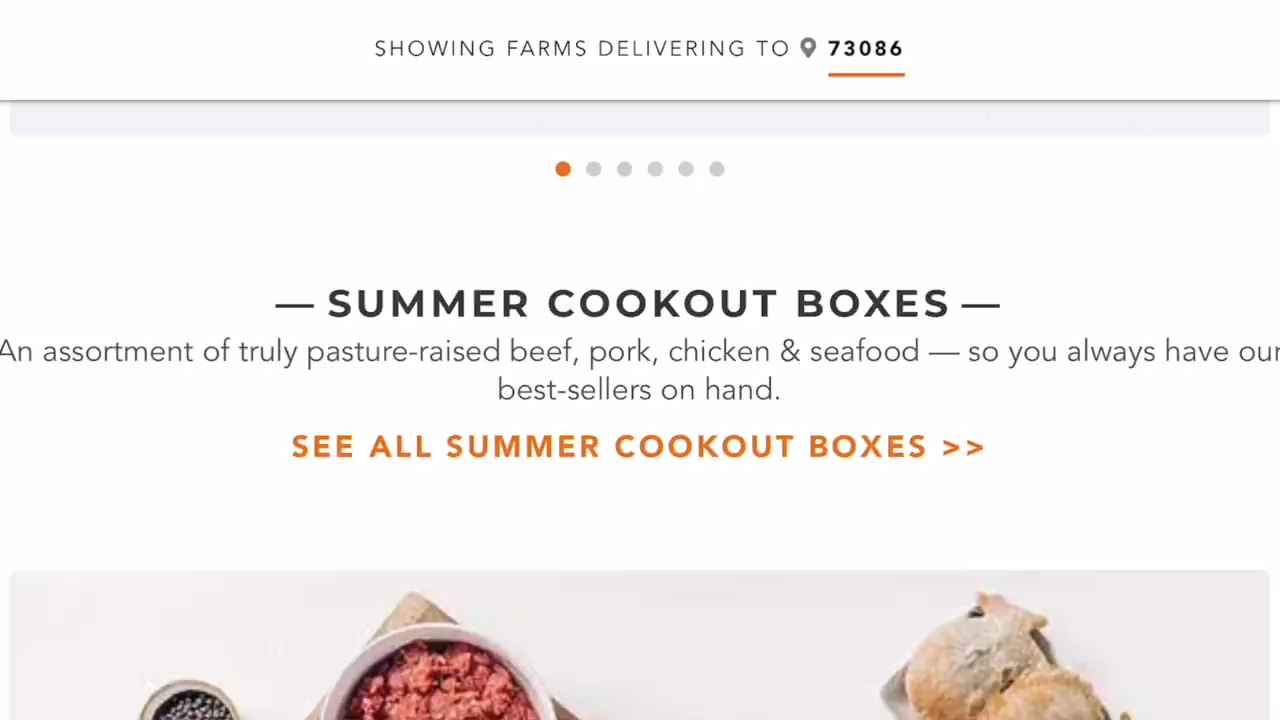 SHOWING FARMS DELIVERING TO 73086
— SUMMER COOKOUT BOXES —
An assortment of truly pasture-raised beef, pork, chicken & seafood — so you always have our
best-sellers on hand.
SEE ALL SUMMER COOKOUT BOXES >>